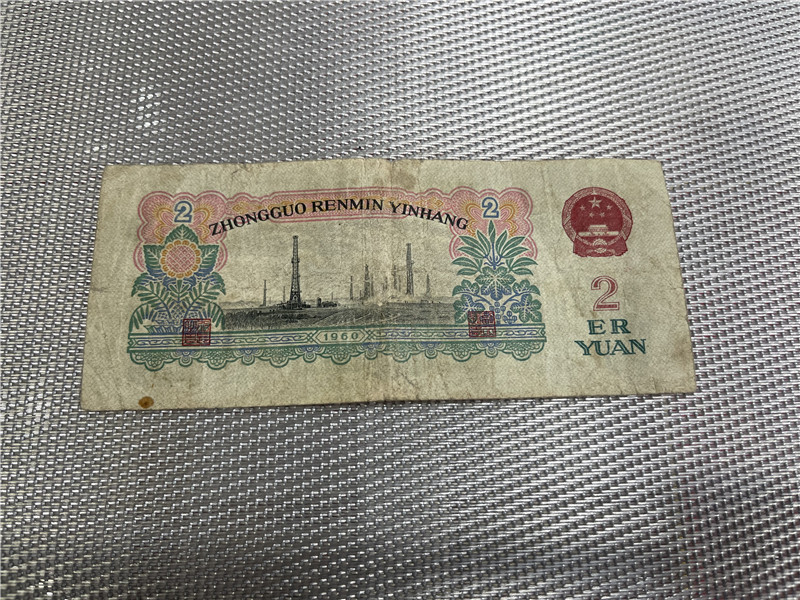 2
ZHONGGUO RENMIN YINHANG
2
1960
2
ER
YUAN